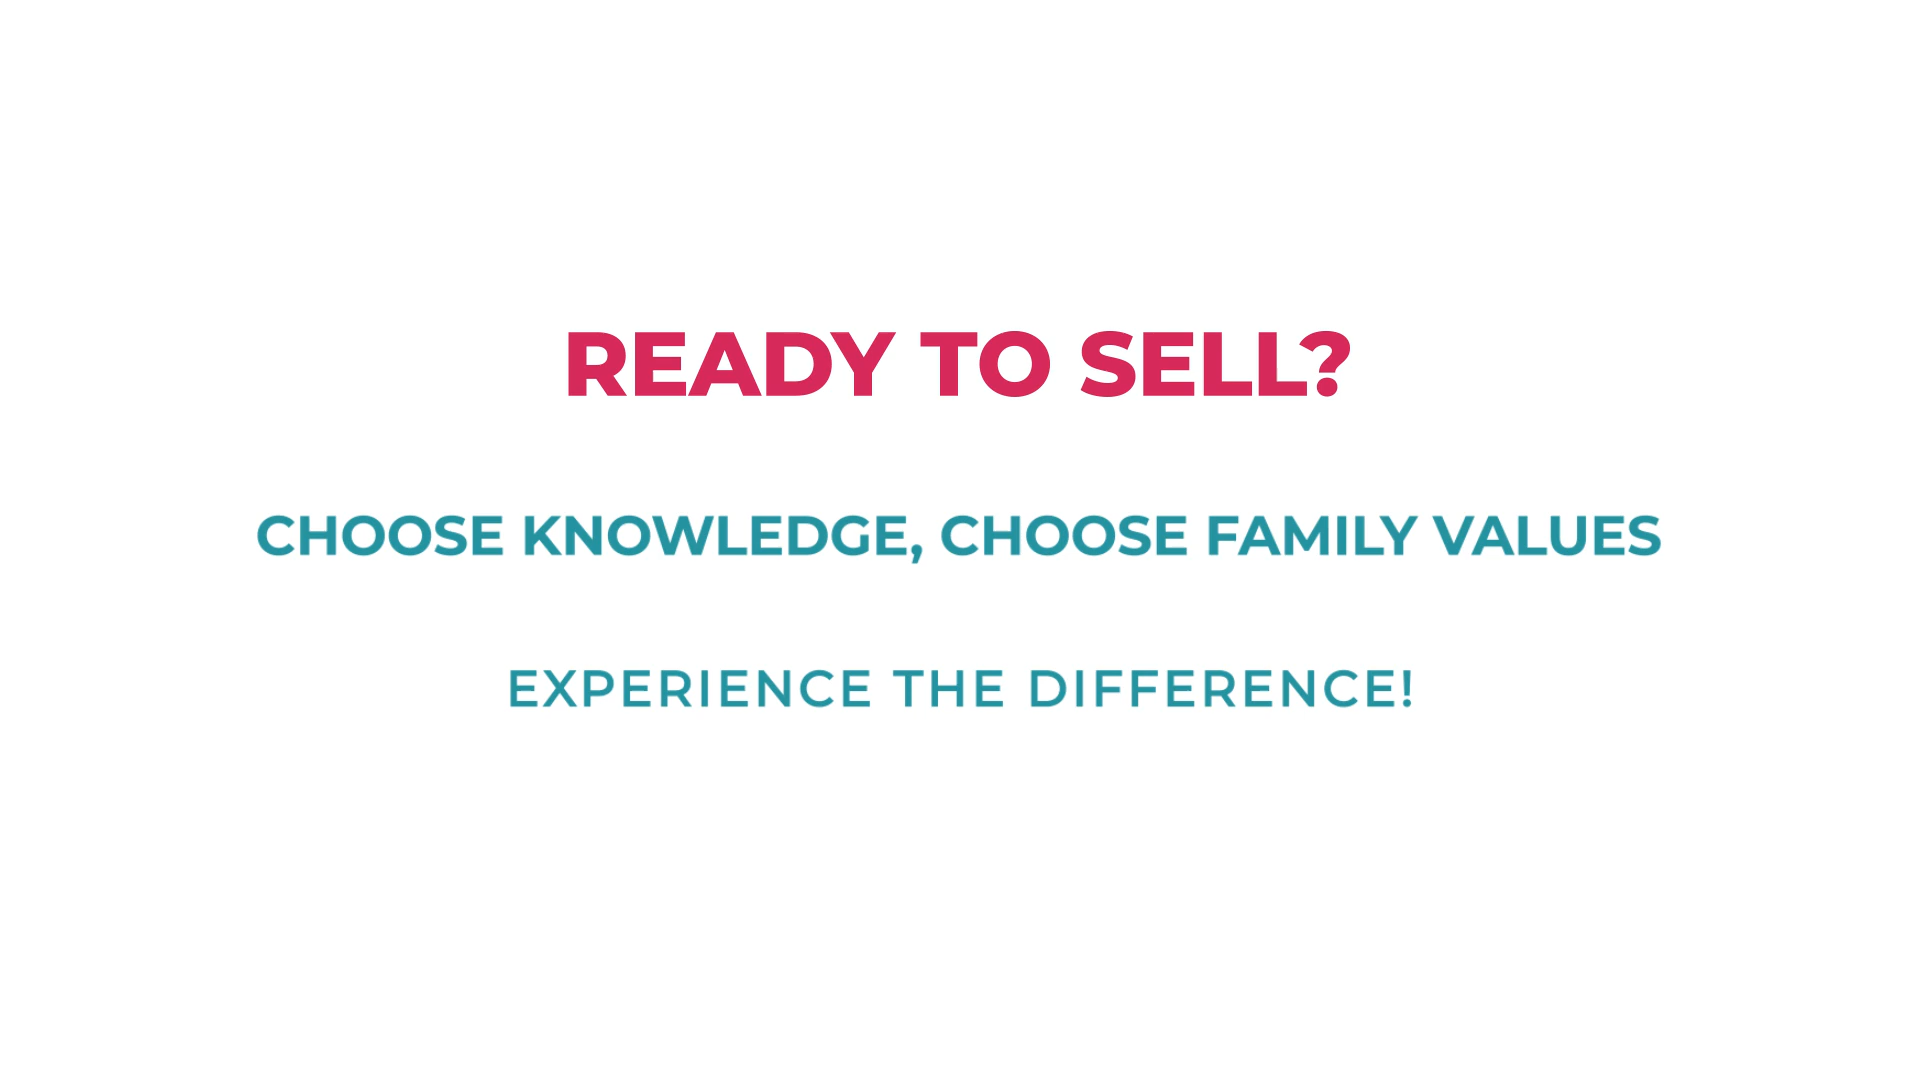 READY TO SELL?
CHOOSE KNOWLEDGE, CHOOSE FAMILY VALUES
EXPERIENCE THE DIFFERENCE!